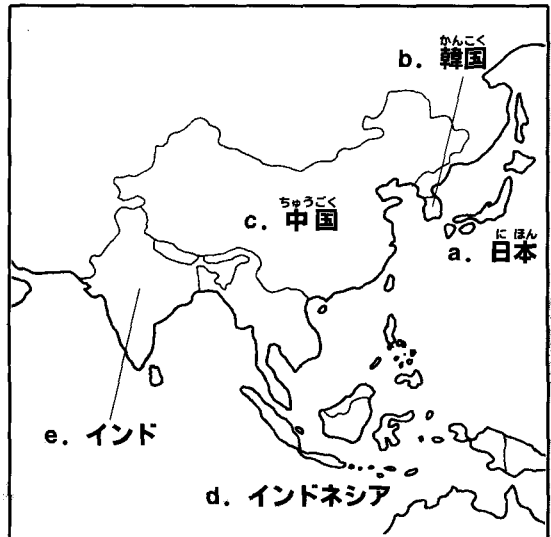 かんこく
b. 韓国
ちゅうごく
c. 中国
にほん
a. 日本
e. インド
d. インドネシア